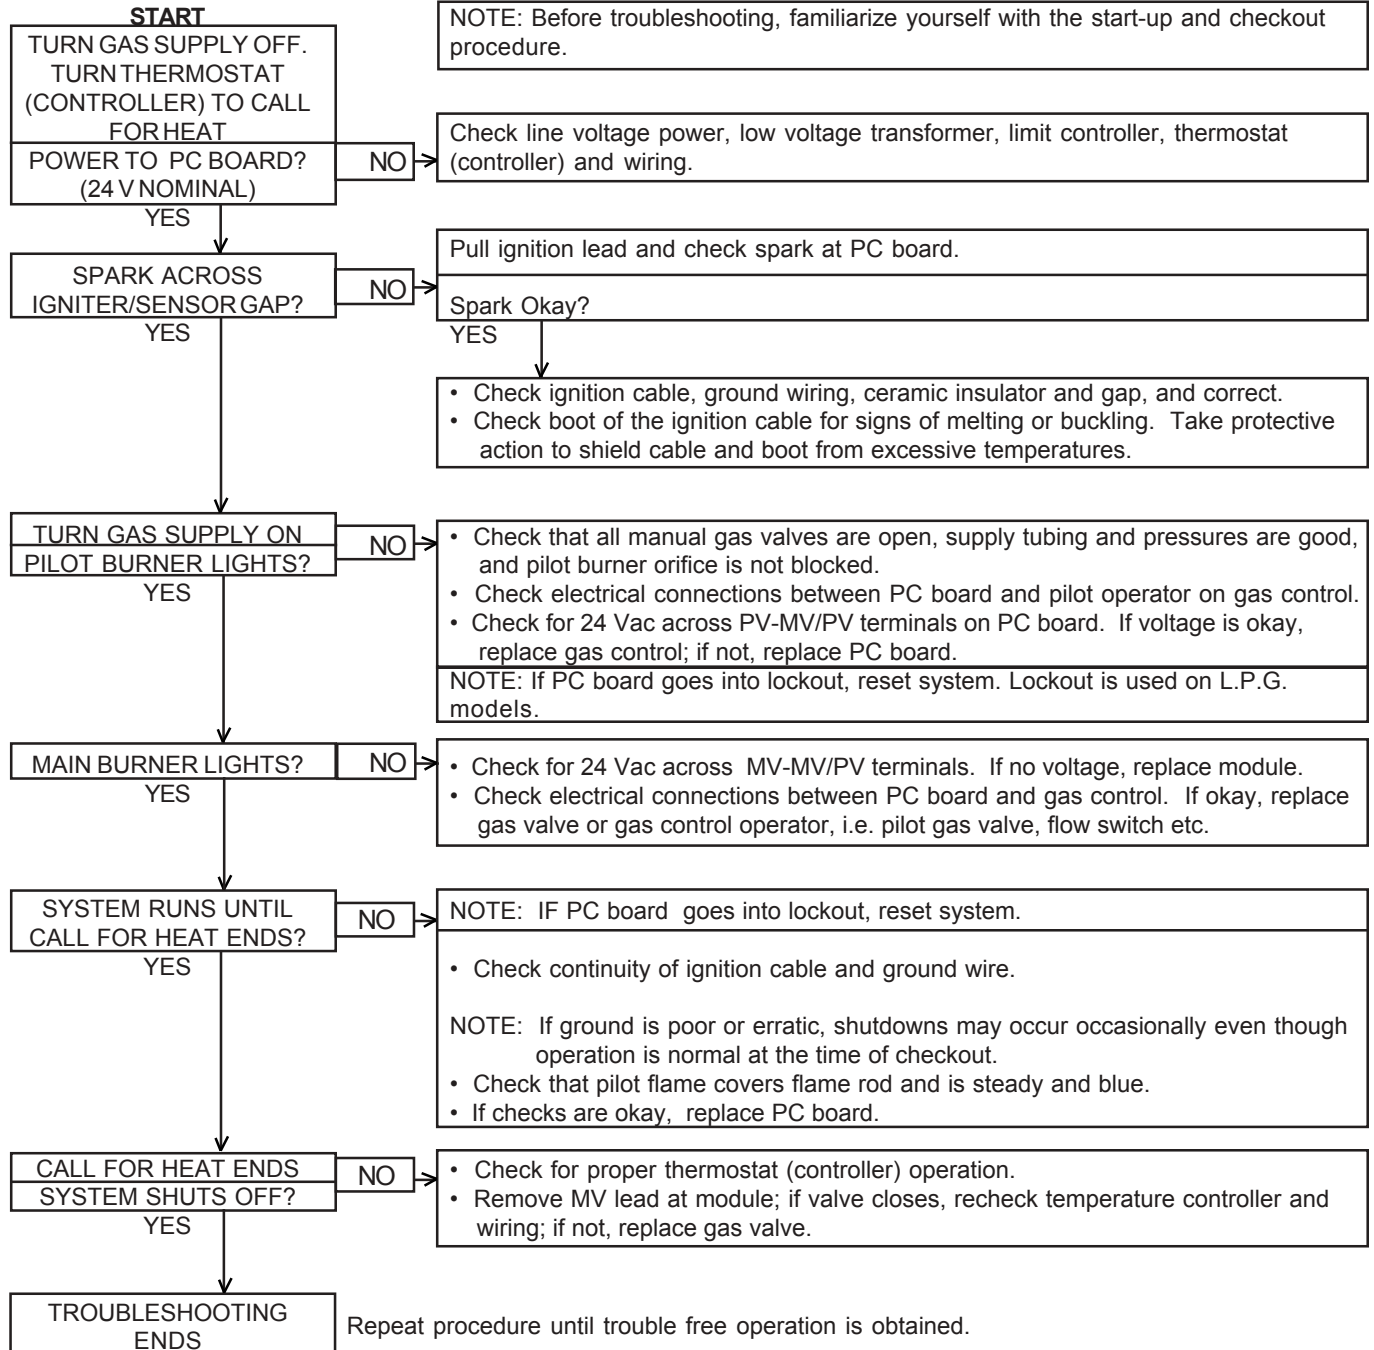 START
TURN GAS SUPPLY OFF.
TURN THERMOSTAT
(CONTROLLER) TO CALL
FOR HEAT
NOTE: Before troubleshooting, familiarize yourself with the start-up and checkout
procedure.
POWER TO PC BOARD?
(24 V NOMINAL)
NO
Check line voltage power, low voltage transformer, limit controller, thermostat
(controller) and wiring.
YES
SPARK ACROSS
IGNITER/SENSOR GAP?
NO
Pull ignition lead and check spark at PC board.
Spark Okay?
YES
YES
• Check ignition cable, ground wiring, ceramic insulator and gap, and correct.
• Check boot of the ignition cable for signs of melting or buckling. Take protective
action to shield cable and boot from excessive temperatures.
TURN GAS SUPPLY ON
PILOT BURNER LIGHTS?
NO
• Check that all manual gas valves are open, supply tubing and pressures are good,
and pilot burner orifice is not blocked.
• Check electrical connections between PC board and pilot operator on gas control.
• Check for 24 Vac across PV-MV/PV terminals on PC board. If voltage is okay,
replace gas control; if not, replace PC board.
NOTE: If PC board goes into lockout, reset system. Lockout is used on L.P.G.
models.
YES
MAIN BURNER LIGHTS?
NO
• Check for 24 Vac across MV-MV/PV terminals. If no voltage, replace module.
• Check electrical connections between PC board and gas control. If okay, replace
gas valve or gas control operator, i.e. pilot gas valve, flow switch etc.
YES
SYSTEM RUNS UNTIL
CALL FOR HEAT ENDS?
NO
NOTE: IF PC board goes into lockout, reset system.
• Check continuity of ignition cable and ground wire.
NOTE: If ground is poor or erratic, shutdowns may occur occasionally even though
operation is normal at the time of checkout.
• Check that pilot flame covers flame rod and is steady and blue.
• If checks are okay, replace PC board.
YES
CALL FOR HEAT ENDS
SYSTEM SHUTS OFF?
NO
• Check for proper thermostat (controller) operation.
• Remove MV lead at module; if valve closes, recheck temperature controller and
wiring; if not, replace gas valve.
YES
TROUBLESHOOTING
ENDS
Repeat procedure until trouble free operation is obtained.